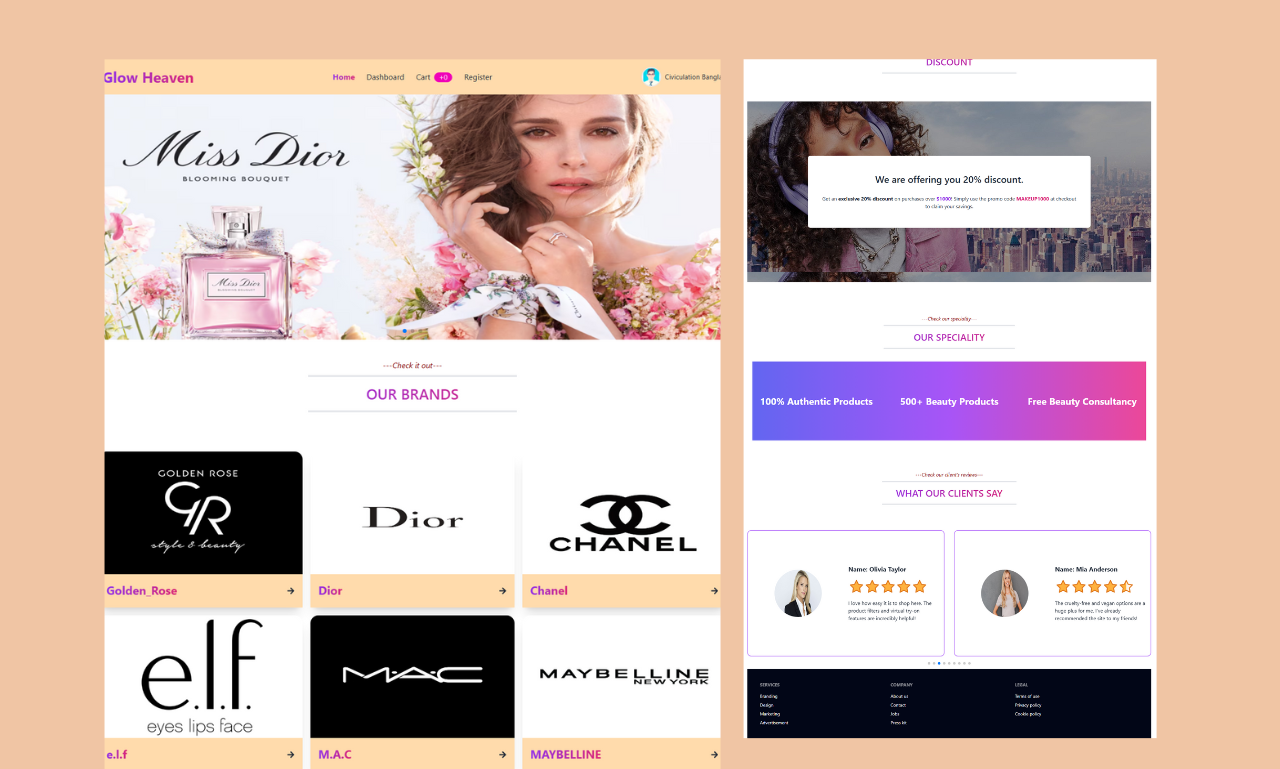 Glow Heaven
Home Dashboard Cart +0 Register
Civiculation Bangla
Miss Dior
BLOOMING BOUQUET
Miss Dior
---Check it out---
OUR BRANDS
GOLDEN ROSE
GR
style & beauty
Dior
CHANEL
Golden_Rose
Dior
Chanel
e.l.f.
eyes lips face
M·A·C
MAYBELLINE
NEW YORK
e.l.f
M.A.C
MAYBELLINE
DISCOUNT
We are offering you 20% discount.
Get an exclusive 20% discount on purchases over $1000! Simply use the promo code MAKEUP1000 at checkout
to claim your savings.
---Check our speciality---
OUR SPECIALITY
100% Authentic Products 500+ Beauty Products Free Beauty Consultancy
---Check our client's reviews---
WHAT OUR CLIENTS SAY
Name: Olivia Taylor
I love how easy it is to shop here. The
product filters and virtual try-on
features are incredibly helpful!
Name: Mia Anderson
The cruelty-free and vegan options are a
huge plus for me. I've already
recommended the site to my friends!
SERVICES
Branding
Design
Marketing
Advertisement
COMPANY
About us
Contact
Jobs
Press kit
LEGAL
Terms of use
Privacy policy
Cookie policy